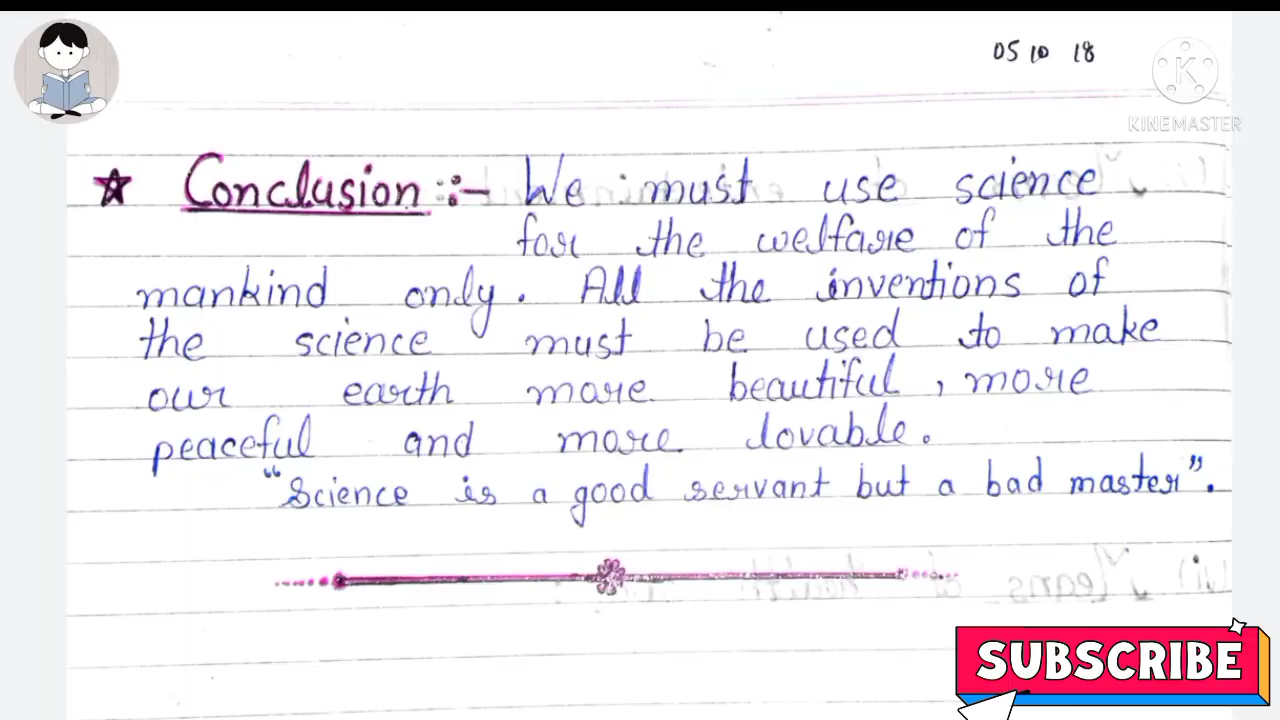 05 10 18
K
KINEMASTER
Conclusion :- We must use science
for the welfare of the
mankind only. All the inventions of
the science must be used to make
our earth more beautiful, more
peaceful and more lovable.
"Science is a good servant but a bad master".
SUBSCRIBE